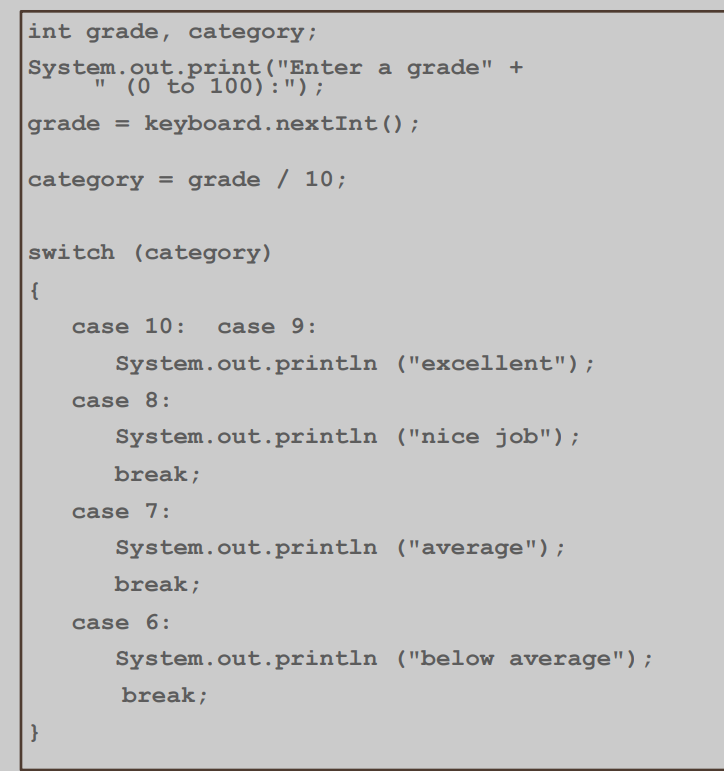 int grade, category;
System.out.print("Enter a grade" +
" (0 to 100):");
grade = keyboard.nextInt();
category = grade / 10;
switch (category)
{
case 10:  case 9:
System.out.println ("excellent");
case 8:
System.out.println ("nice job");
break;
case 7:
System.out.println ("average");
break;
case 6:
System.out.println ("below average");
break;
}